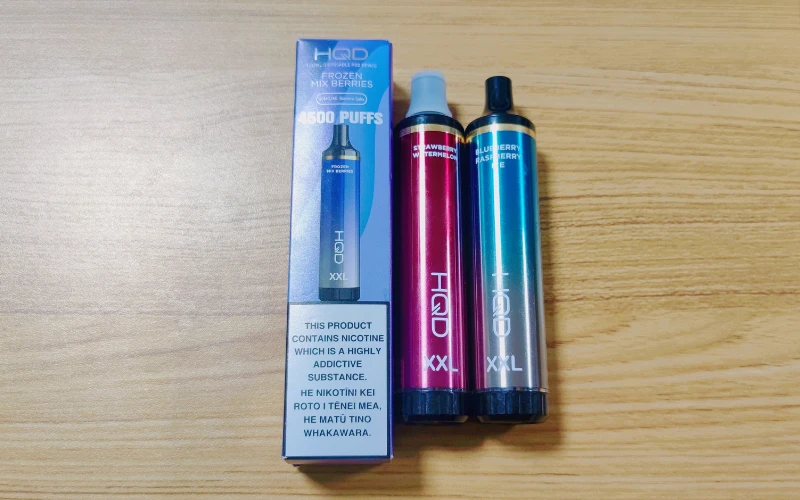 HQD
FROZEN
MIX BERRIES
4500 PUFFS
FROZEN
MIX BERRIES
HQD
XXL
THIS PRODUCT
CONTAINS NICOTINE
WHICH IS A HIGHLY
ADDICTIVE
SUBSTANCE.
HE NIKOTĪNI KEI
ROTO I TĒNEI MEA,
HE MATŪ TINO
WHAKAWARA.
STRAWBERRY
WATERMELON
HQD
XXL
BLUEBERRY
RASPBERRY
ICE
HQD
XXL